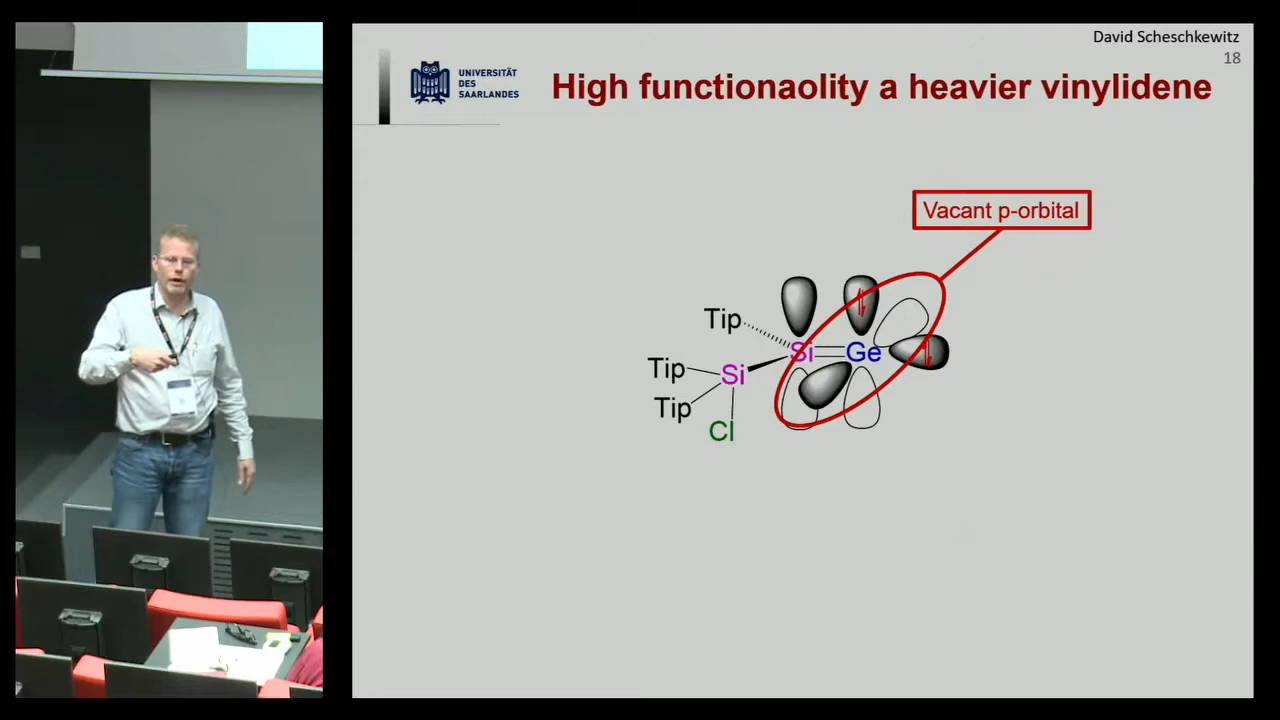 David Scheschkewitz
18
UNIVERSITÄT
DES
SAARLANDES
High functionaolity a heavier vinylidene
Vacant p-orbital
Tip
Si
Ge
Tip
Si
Tip
Cl